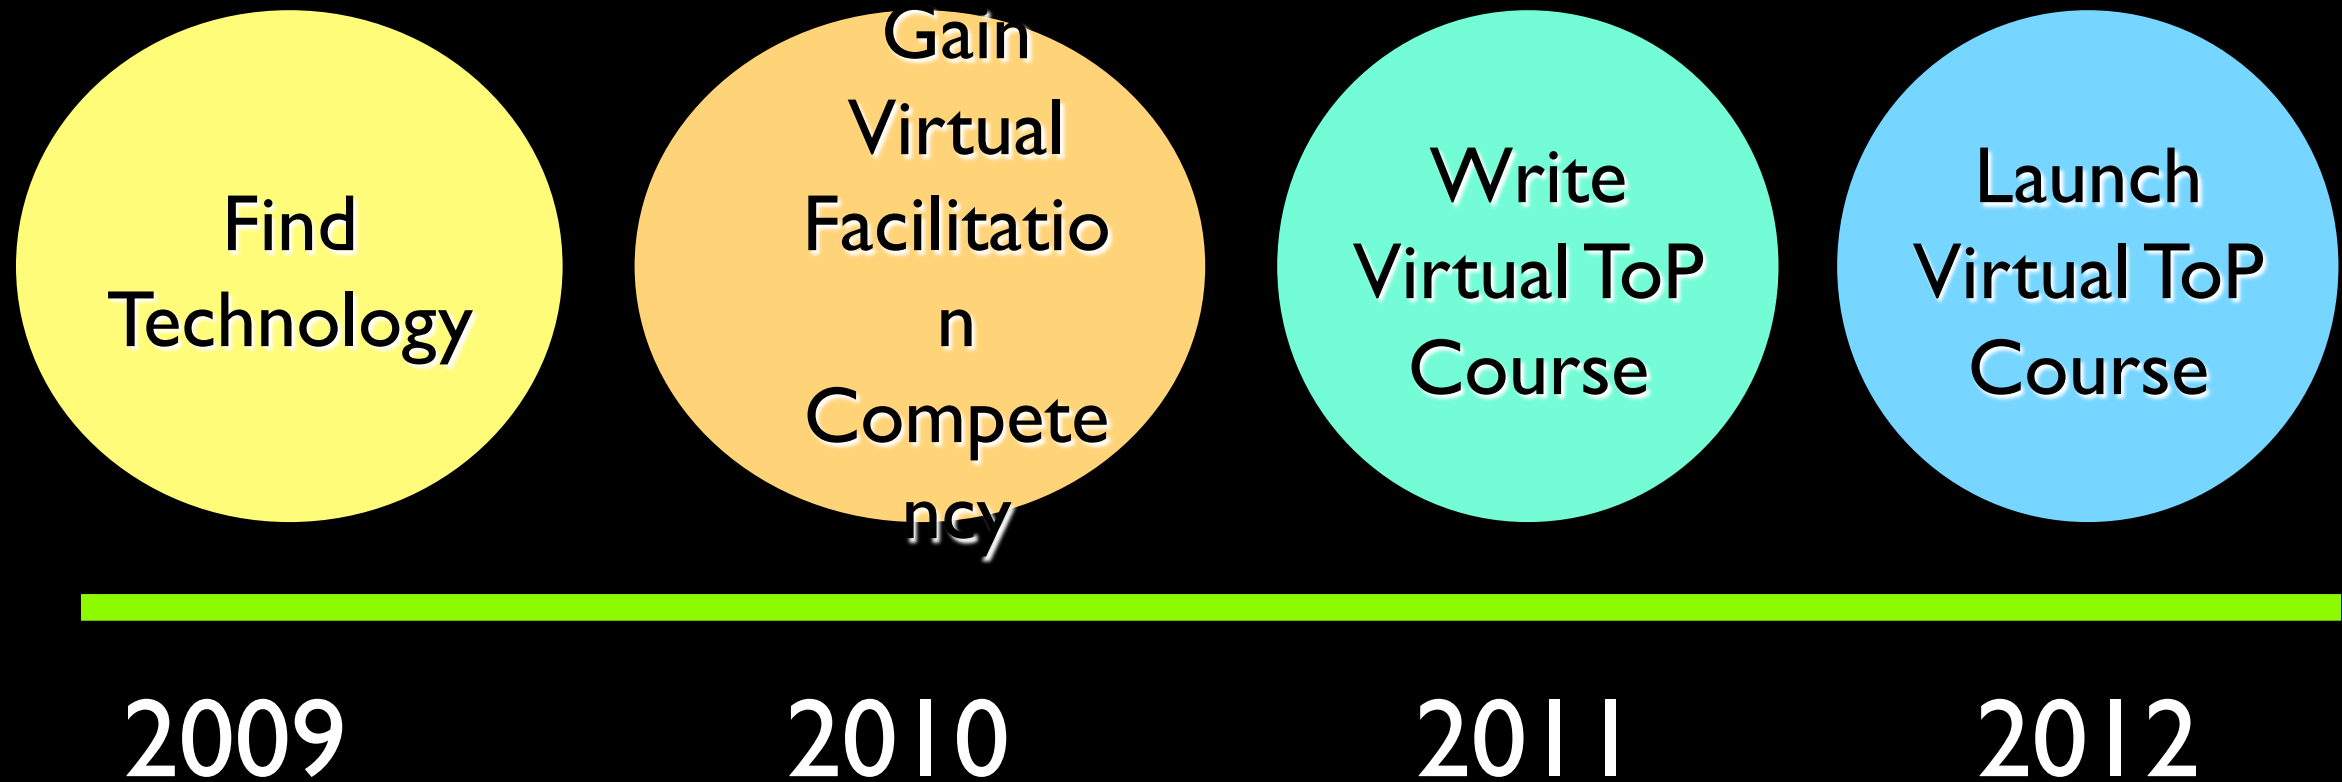 Find
Technology
Gain
Virtual
Facilitatio
n
Compete
ncy
Write
Virtual ToP
Course
Launch
Virtual ToP
Course
2009
2010
2011
2012